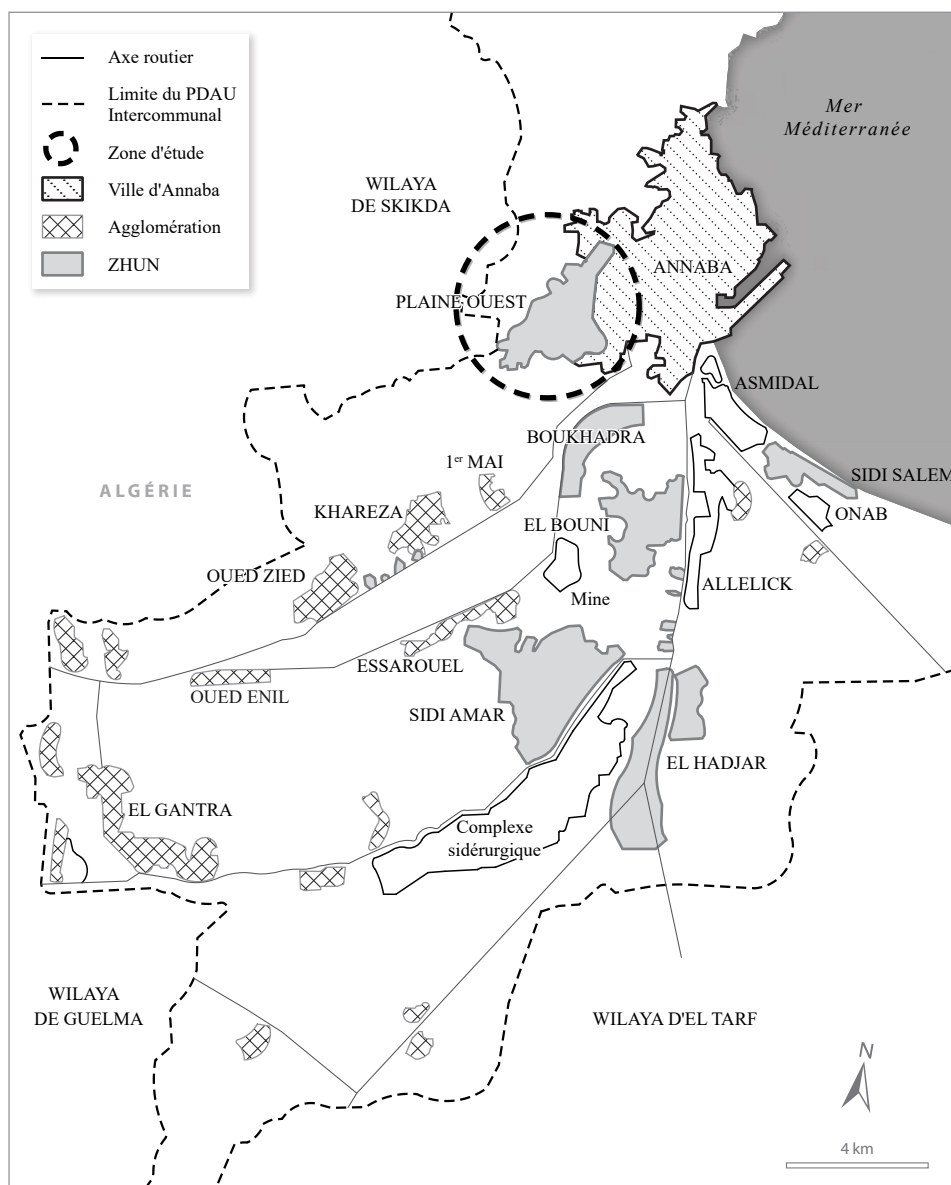 Axe routier
Limite du PDAU
Intercommunal
Zone d'étude
Ville d'Annaba
Agglomération
ZHUN
Mer
Méditerranée
WILAYA
DE SKIKDA
ANNABA
PLAINE OUEST
ASMIDAL
BOUKHADRA
1er MAI
SIDI SALEM
ALGÉRIE
KHAREZA
ONAB
EL BOUNI
OUED ZIED
ALLELICK
Mine
ESSAROUEL
OUED ENIL
SIDI AMAR
EL HADJAR
EL GANTRA
Complexe
sidérurgique
WILAYA
DE GUELMA
WILAYA D'EL TARF
N
4 km